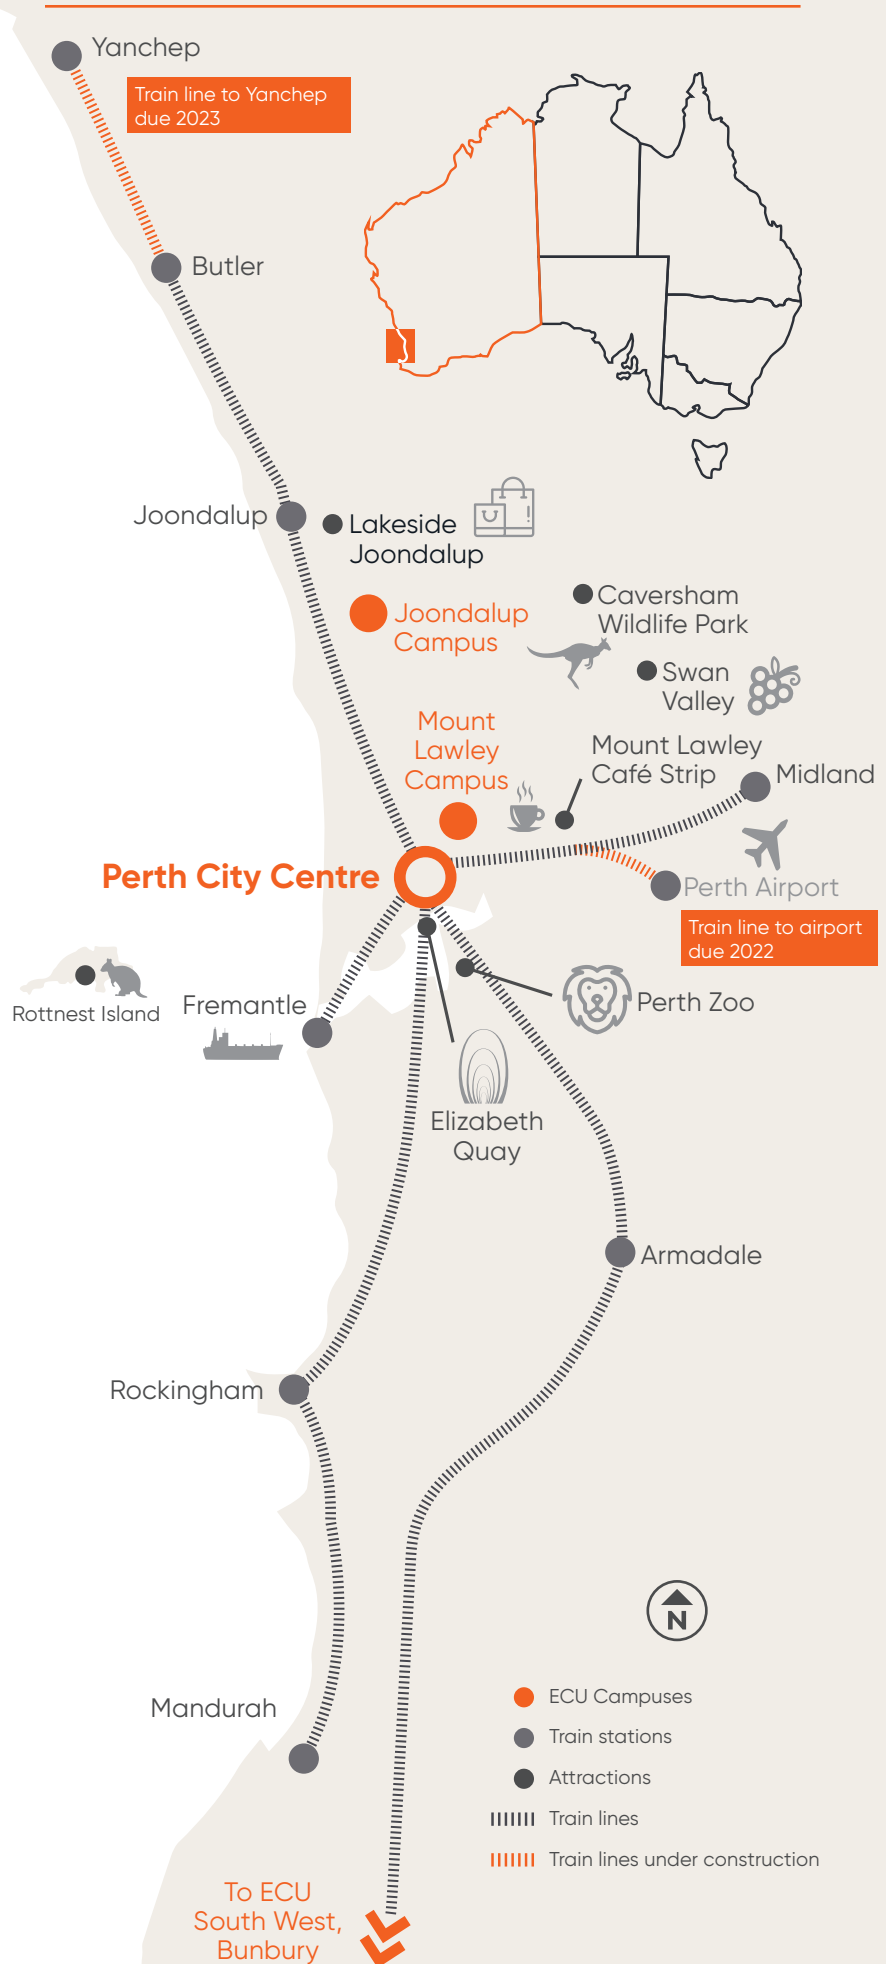 Yanchep
Train line to Yanchep
due 2023
Butler
Joondalup
Lakeside
Joondalup
Joondalup
Campus
Caversham
Wildlife Park
Swan
Valley
Mount
Lawley
Campus
Mount Lawley
Café Strip
Midland
Perth City Centre
Perth Airport
Train line to airport
due 2022
Rottnest Island
Fremantle
Perth Zoo
Elizabeth
Quay
Armadale
Rockingham
N
Mandurah
ECU Campuses
Train stations
Attractions
Train lines
Train lines under construction
To ECU
South West,
Bunbury